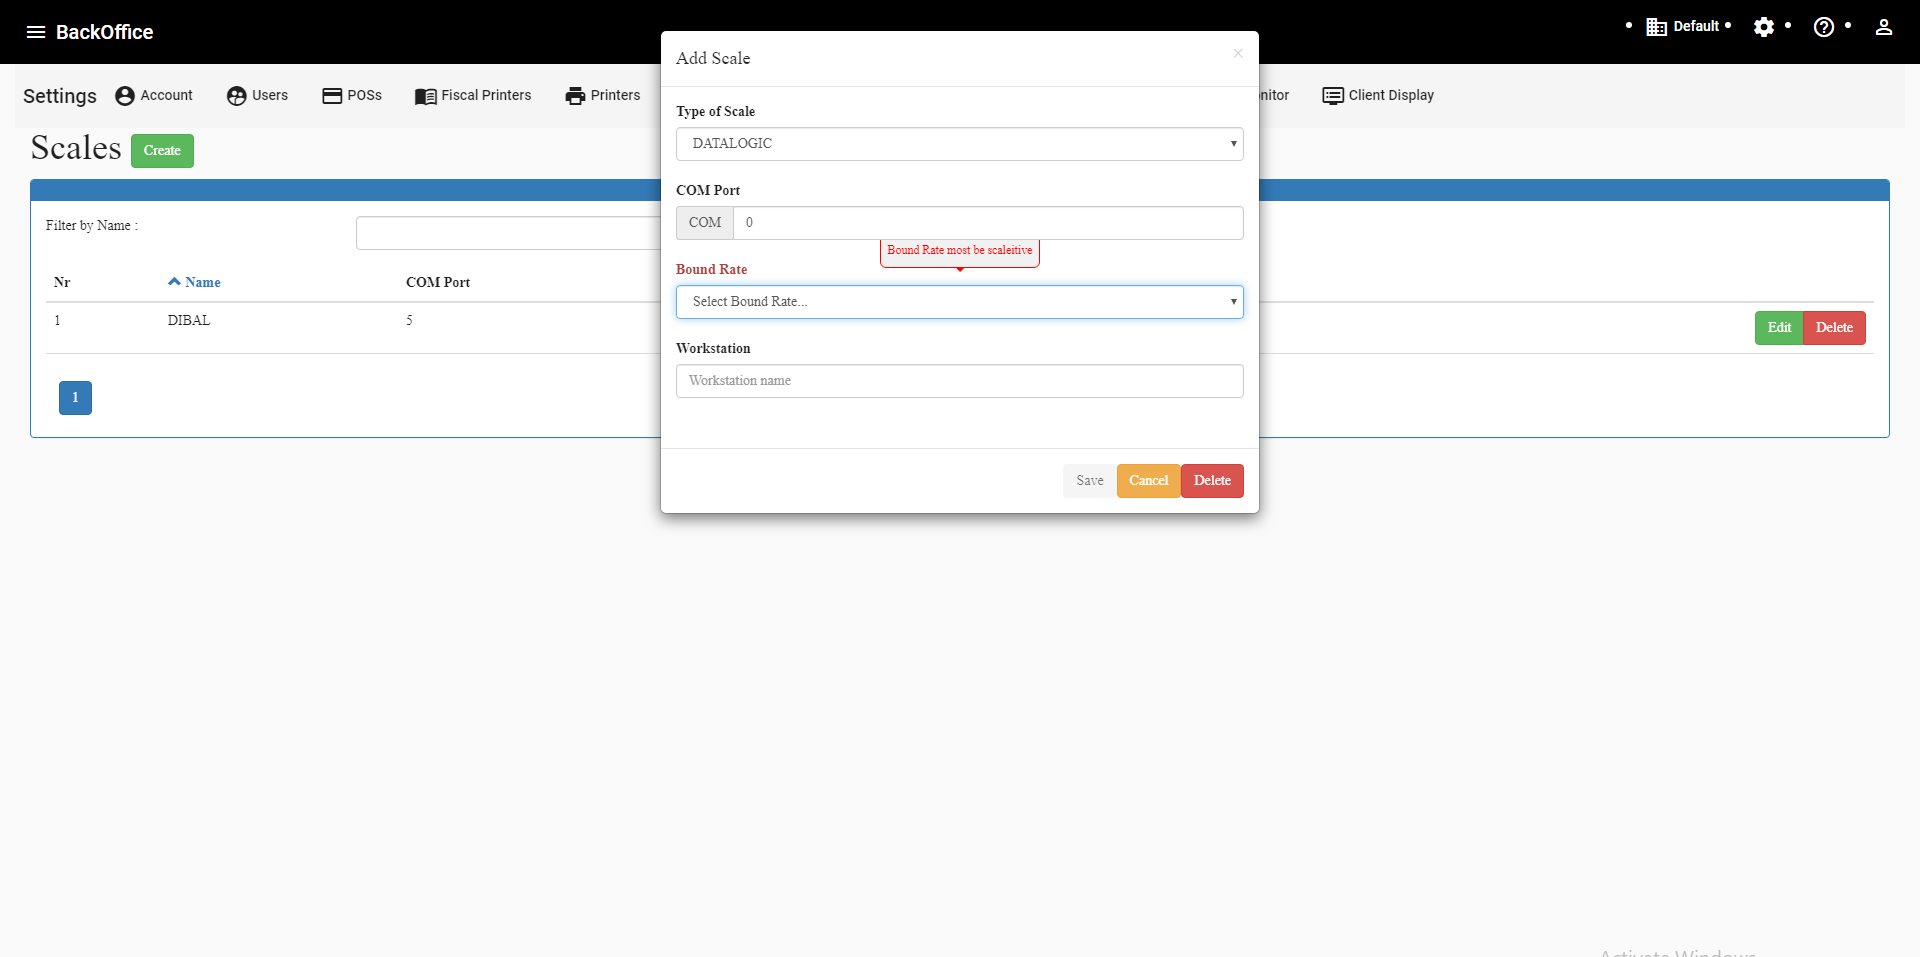 BackOffice
Default
Settings Account Users POSs Fiscal Printers Printers
nitor Client Display
Scales Create
Filter by Name :
Nr Name COM Port
1 DIBAL 5
Edit Delete
1
Add Scale ×
Type of Scale
DATALOGIC
COM Port
COM 0
Bound Rate most be scaleitive
Bound Rate
Select Bound Rate...
Workstation
Workstation name
Save Cancel Delete
Activate Windows